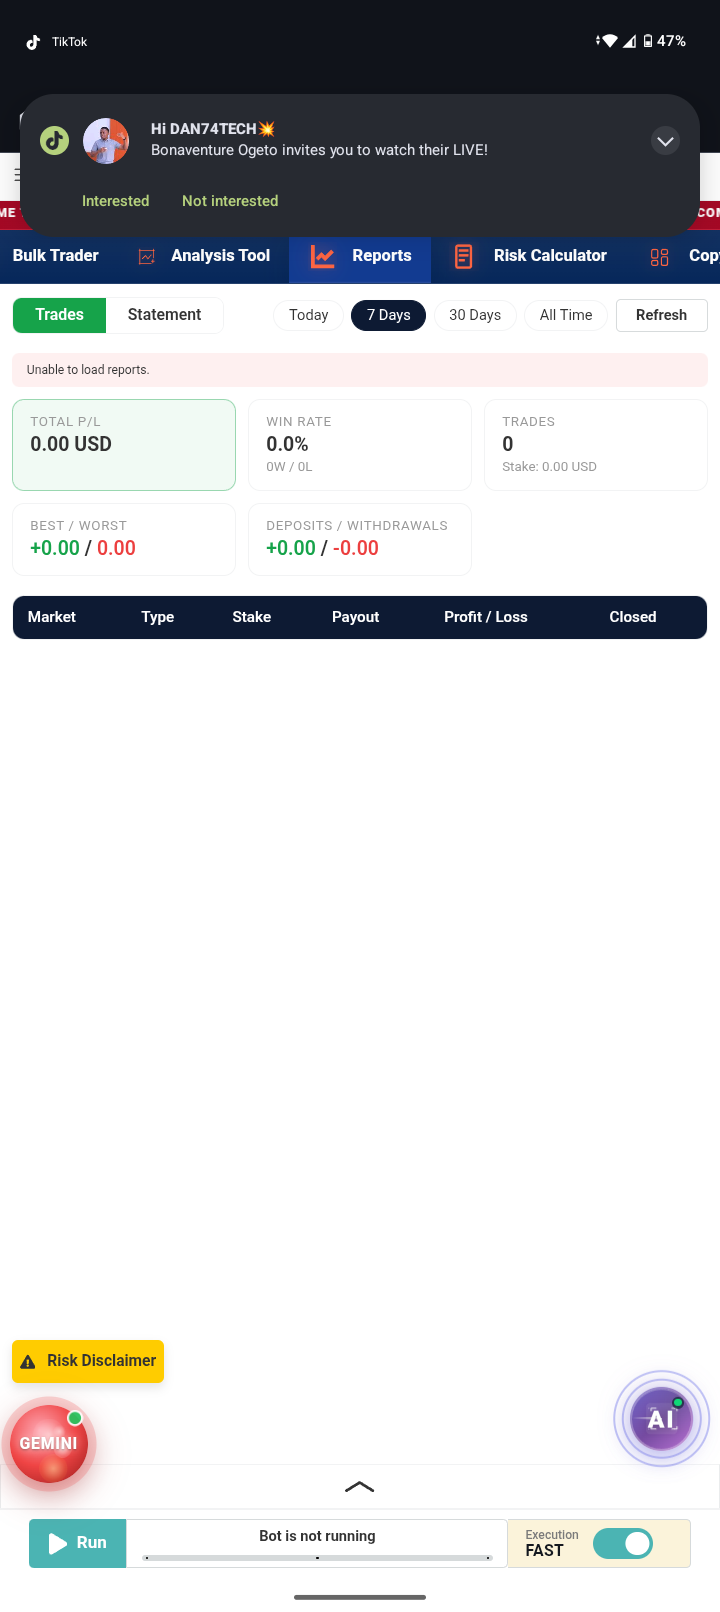 TikTok
47%
Hi DAN74TECH💥
Bonaventure Ogeto invites you to watch their LIVE!
Interested Not interested
Bulk Trader Analysis Tool Reports Risk Calculator
Trades Statement Today 7 Days 30 Days All Time Refresh
Unable to load reports.
TOTAL P/L WIN RATE TRADES
0.00 USD 0.0% 0
0W / 0L Stake: 0.00 USD
BEST / WORST DEPOSITS / WITHDRAWALS
+0.00 / 0.00 +0.00 / -0.00
Market Type Stake Payout Profit / Loss Closed
Risk Disclaimer
GEMINI
AI
Run Bot is not running Execution
FAST